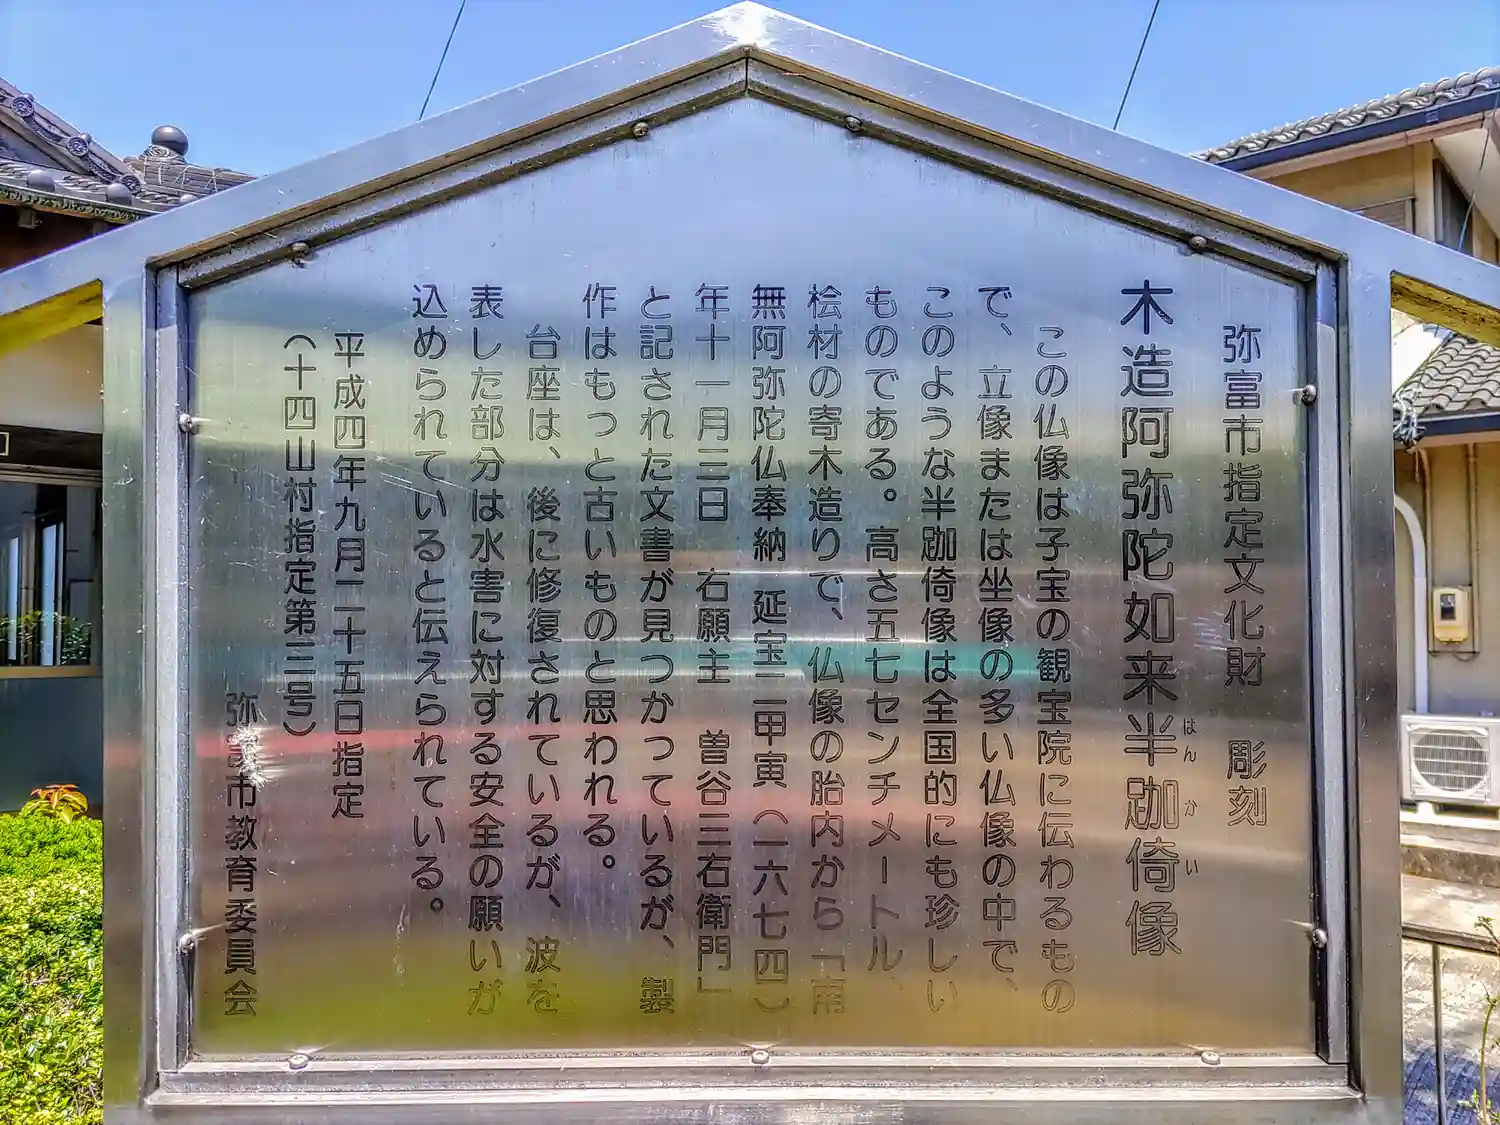 弥富市指定文化財　彫刻
木造阿弥陀如来半跏倚像
はんかい
この仏像は子宝の観宝院に伝わるもの
で、立像または坐像の多い仏像の中で、
このような半跏倚像は全国的にも珍しい
ものである。高さ五七センチメートル、
桧材の寄木造りで、仏像の胎内から「南
無阿弥陀仏奉納　延宝二甲寅（一六七四）
年十一月三日　右願主　曽谷三右衛門」
と記された文書が見つかっているが、製
作はもっと古いものと思われる。
台座は、後に修復されているが、波を
表した部分は水害に対する安全の願いが
込められていると伝えられている。
平成四年九月二十五日指定
（十四山村指定第三号）
弥富市教育委員会